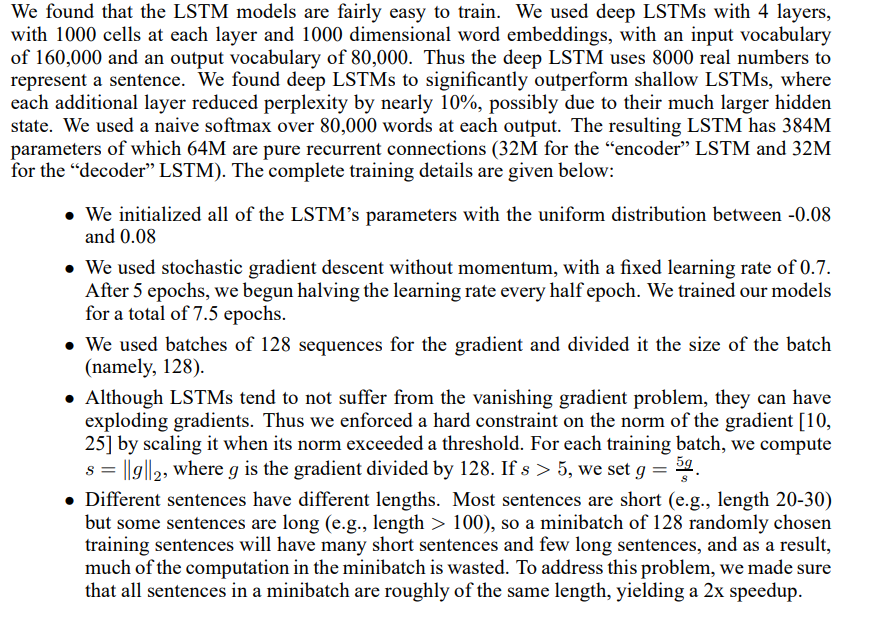 We found that the LSTM models are fairly easy to train. We used deep LSTMs with 4 layers,
with 1000 cells at each layer and 1000 dimensional word embeddings, with an input vocabulary
of 160,000 and an output vocabulary of 80,000. Thus the deep LSTM uses 8000 real numbers to
represent a sentence. We found deep LSTMs to significantly outperform shallow LSTMs, where
each additional layer reduced perplexity by nearly 10%, possibly due to their much larger hidden
state. We used a naive softmax over 80,000 words at each output. The resulting LSTM has 384M
parameters of which 64M are pure recurrent connections (32M for the “encoder” LSTM and 32M
for the “decoder” LSTM). The complete training details are given below:
• We initialized all of the LSTM’s parameters with the uniform distribution between -0.08
and 0.08
• We used stochastic gradient descent without momentum, with a fixed learning rate of 0.7.
After 5 epochs, we begun halving the learning rate every half epoch. We trained our models
for a total of 7.5 epochs.
• We used batches of 128 sequences for the gradient and divided it the size of the batch
(namely, 128).
• Although LSTMs tend to not suffer from the vanishing gradient problem, they can have
exploding gradients. Thus we enforced a hard constraint on the norm of the gradient [10,
25] by scaling it when its norm exceeded a threshold. For each training batch, we compute
s = ‖g‖₂, where g is the gradient divided by 128. If s > 5, we set g = 5g/s.
• Different sentences have different lengths. Most sentences are short (e.g., length 20-30)
but some sentences are long (e.g., length > 100), so a minibatch of 128 randomly chosen
training sentences will have many short sentences and few long sentences, and as a result,
much of the computation in the minibatch is wasted. To address this problem, we made sure
that all sentences in a minibatch are roughly of the same length, yielding a 2x speedup.